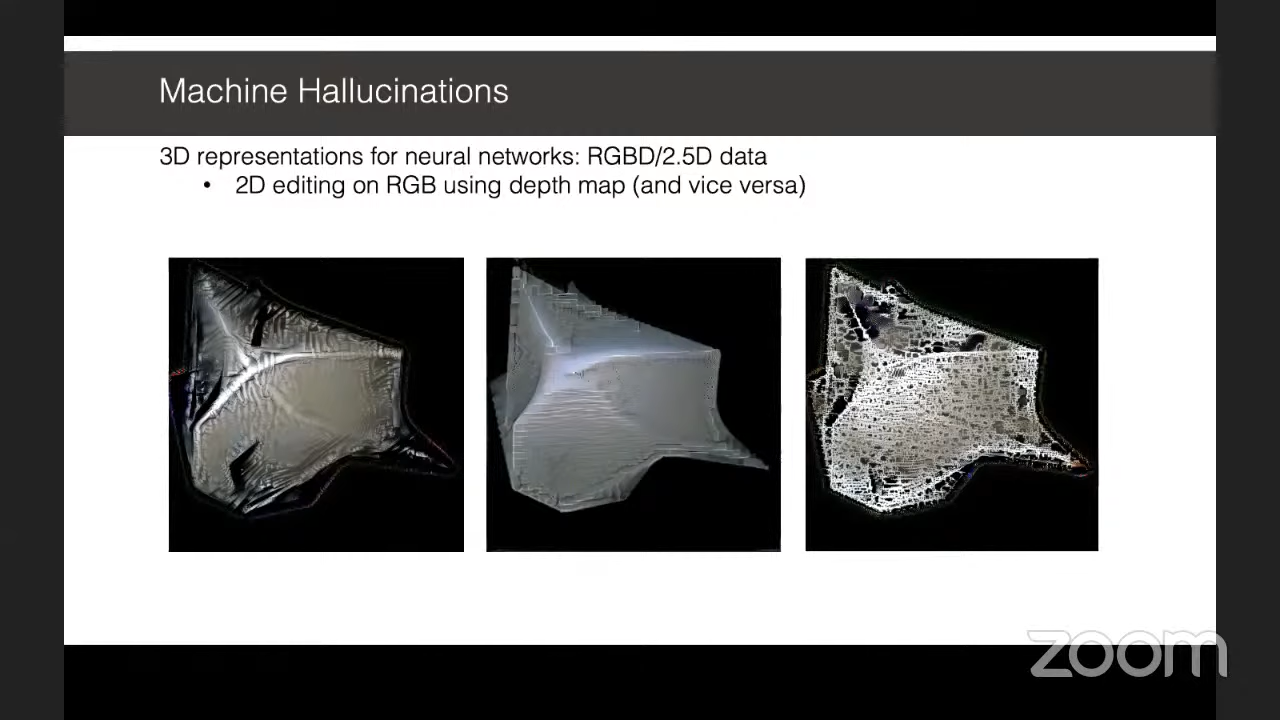 Machine Hallucinations
3D representations for neural networks: RGBD/2.5D data
• 2D editing on RGB using depth map (and vice versa)
zoom